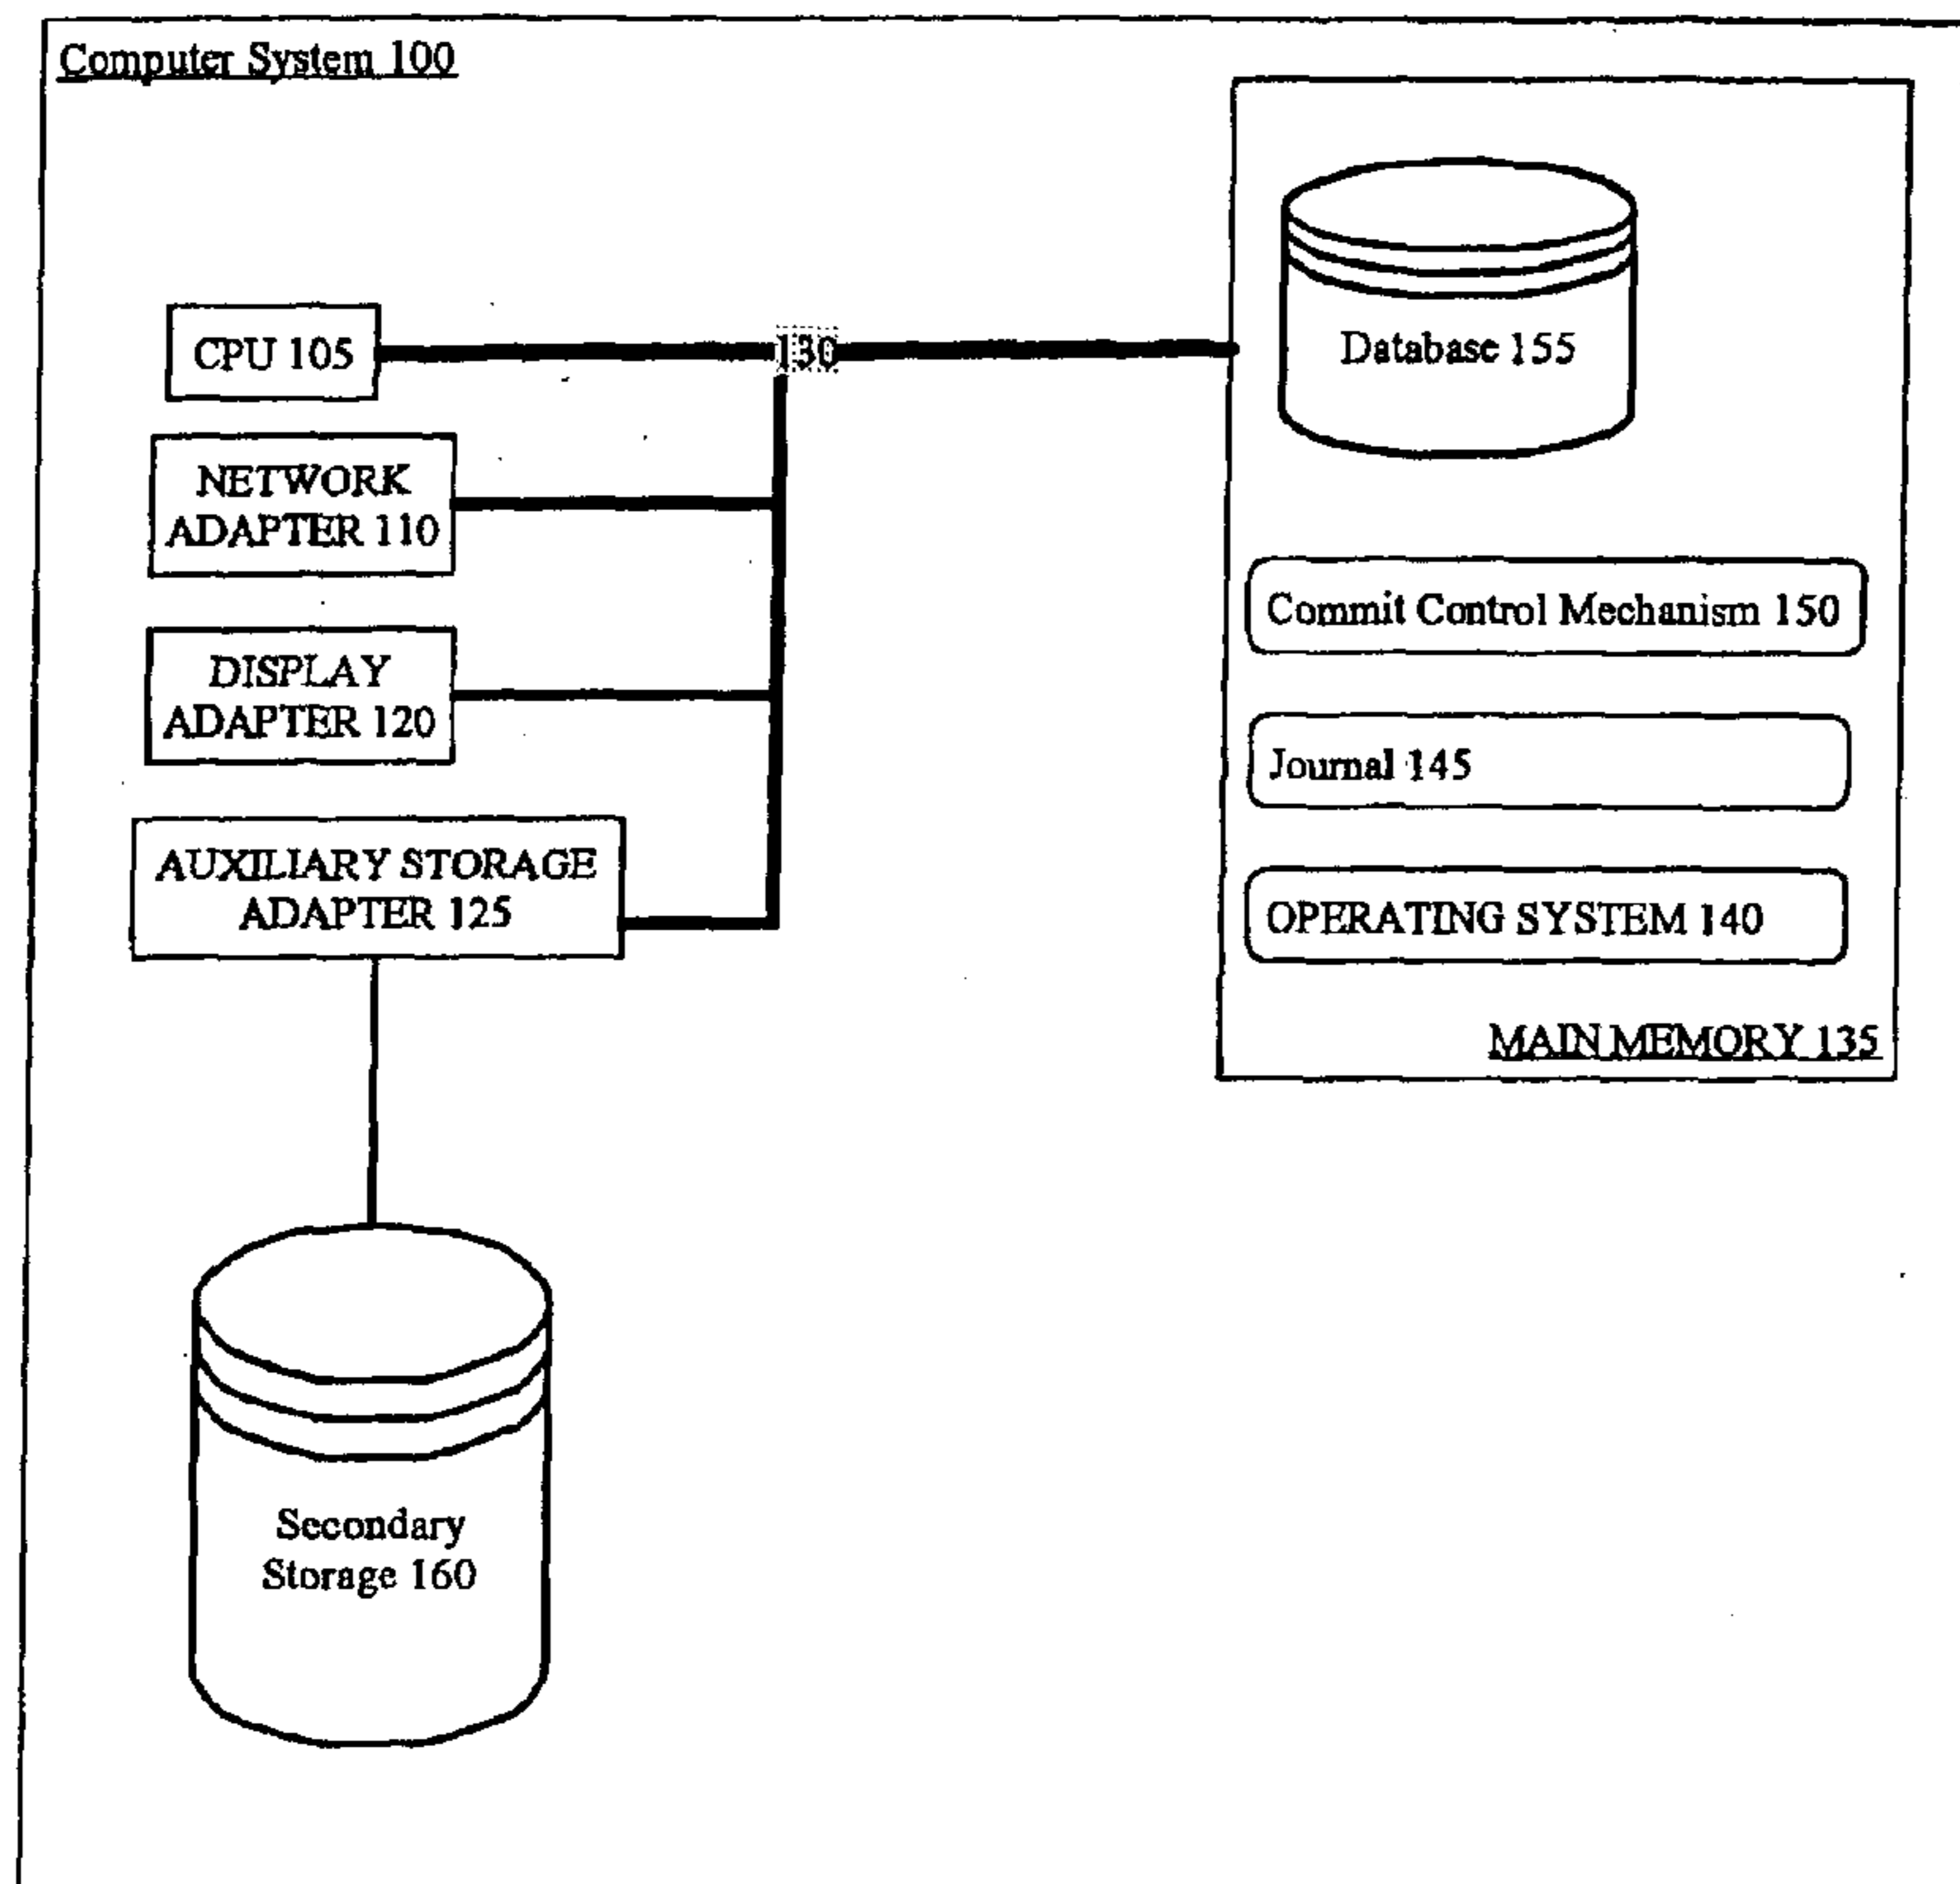 Computer System 100
CPU 105
130
NETWORK
ADAPTER 110
DISPLAY
ADAPTER 120
AUXILIARY STORAGE
ADAPTER 125
Secondary
Storage 160
Database 155
Commit Control Mechanism 150
Journal 145
OPERATING SYSTEM 140
MAIN MEMORY 135